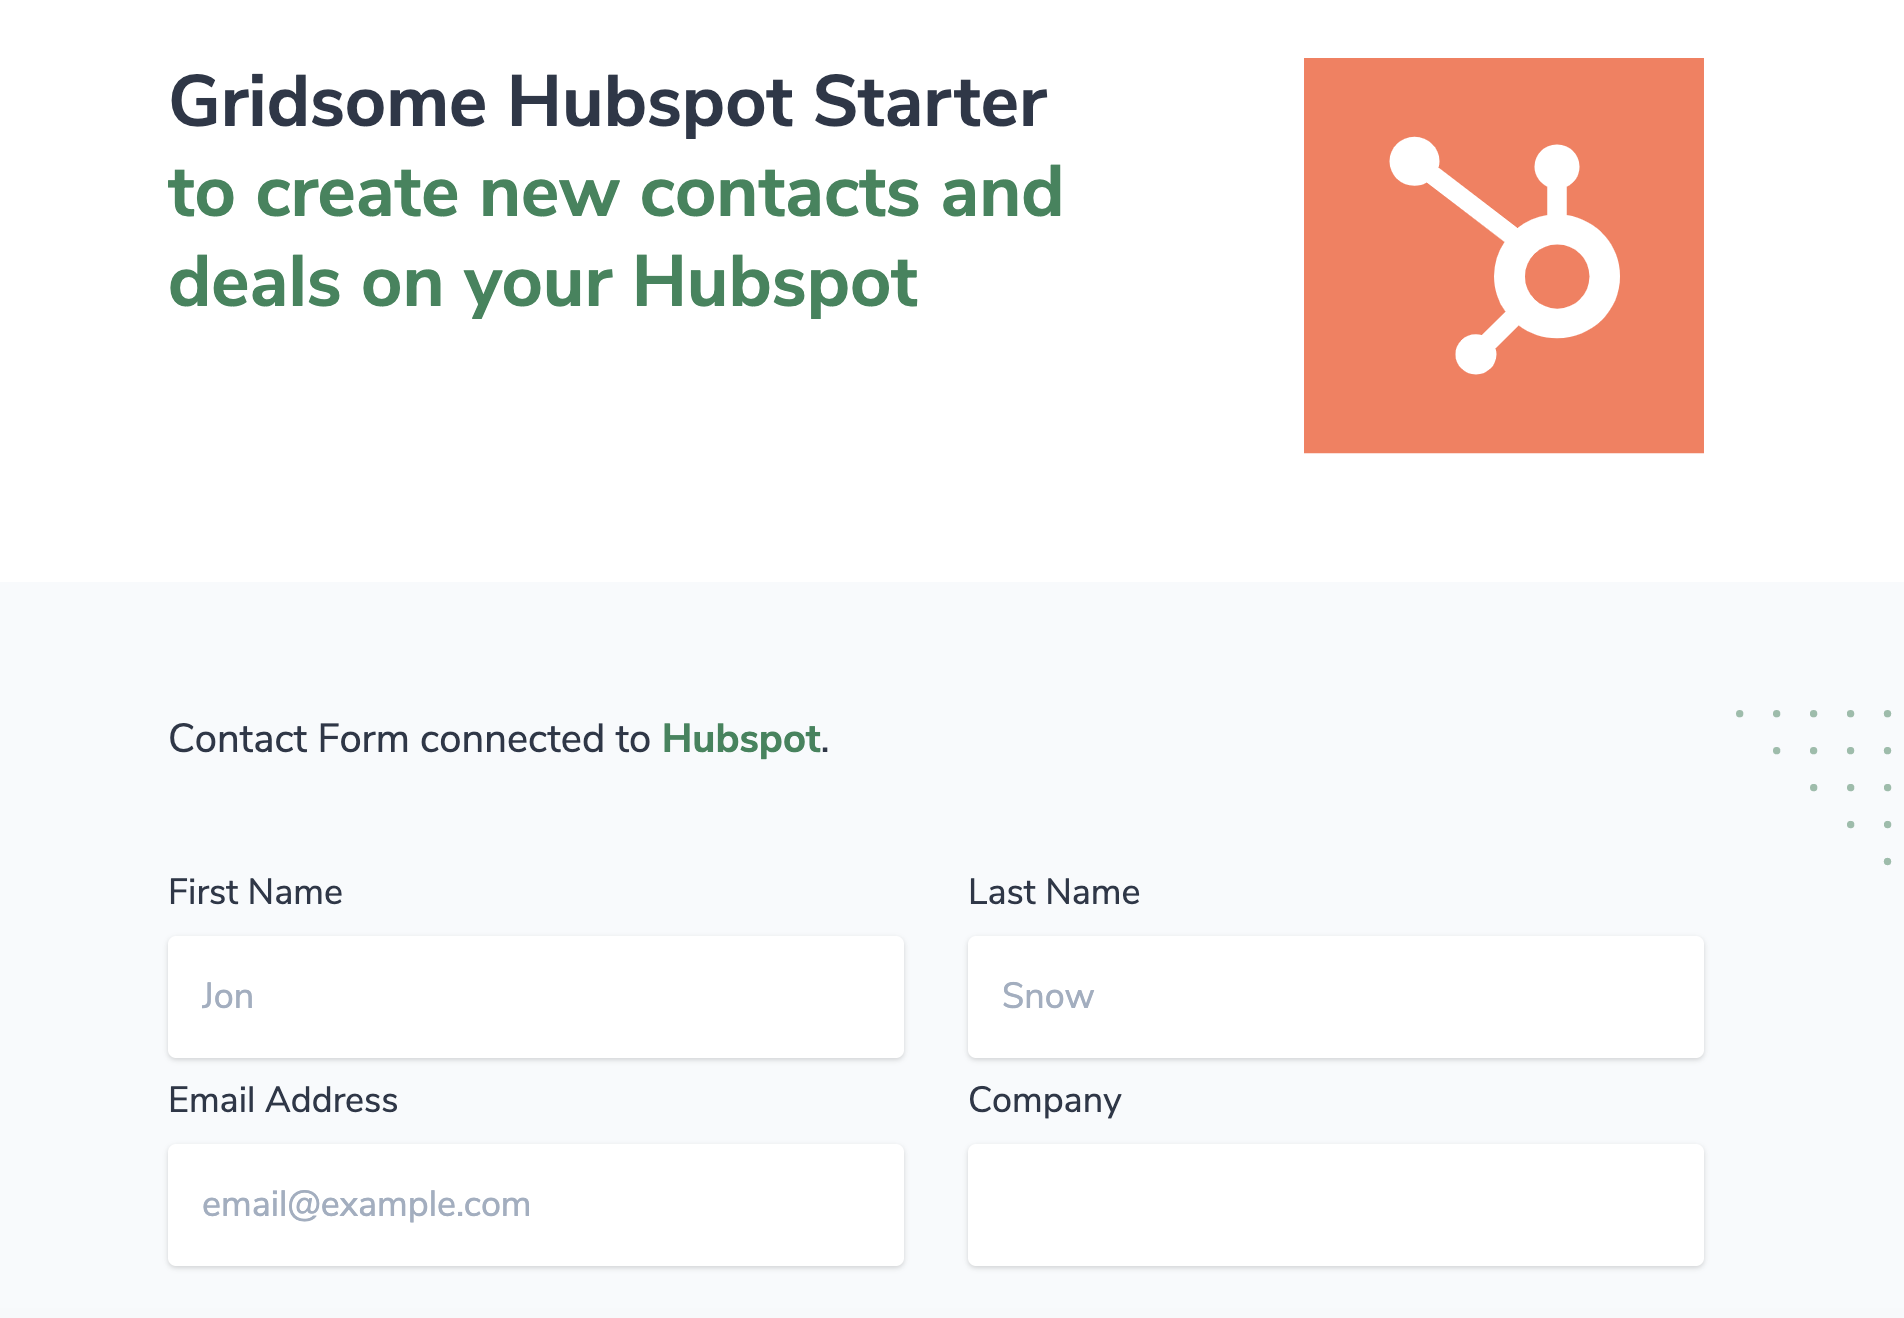 Gridsome Hubspot Starter
to create new contacts and
deals on your Hubspot
Contact Form connected to Hubspot.
First Name
Last Name
Jon
Snow
Email Address
Company
email@example.com